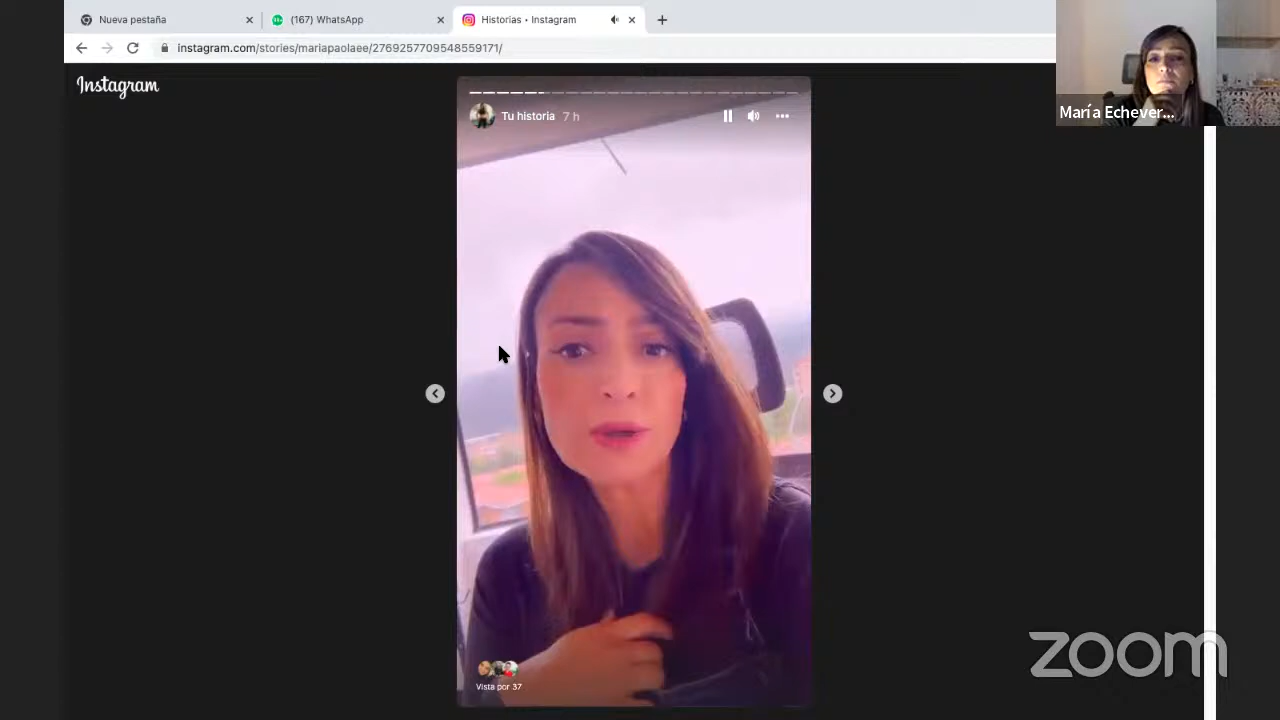 Nueva pestaña
(167) WhatsApp
Historias • Instagram
instagram.com/stories/mariapaolaee/2769257709548559171/
Instagram
Tu historia 7 h
María Echever...
Vista por 37
zoom